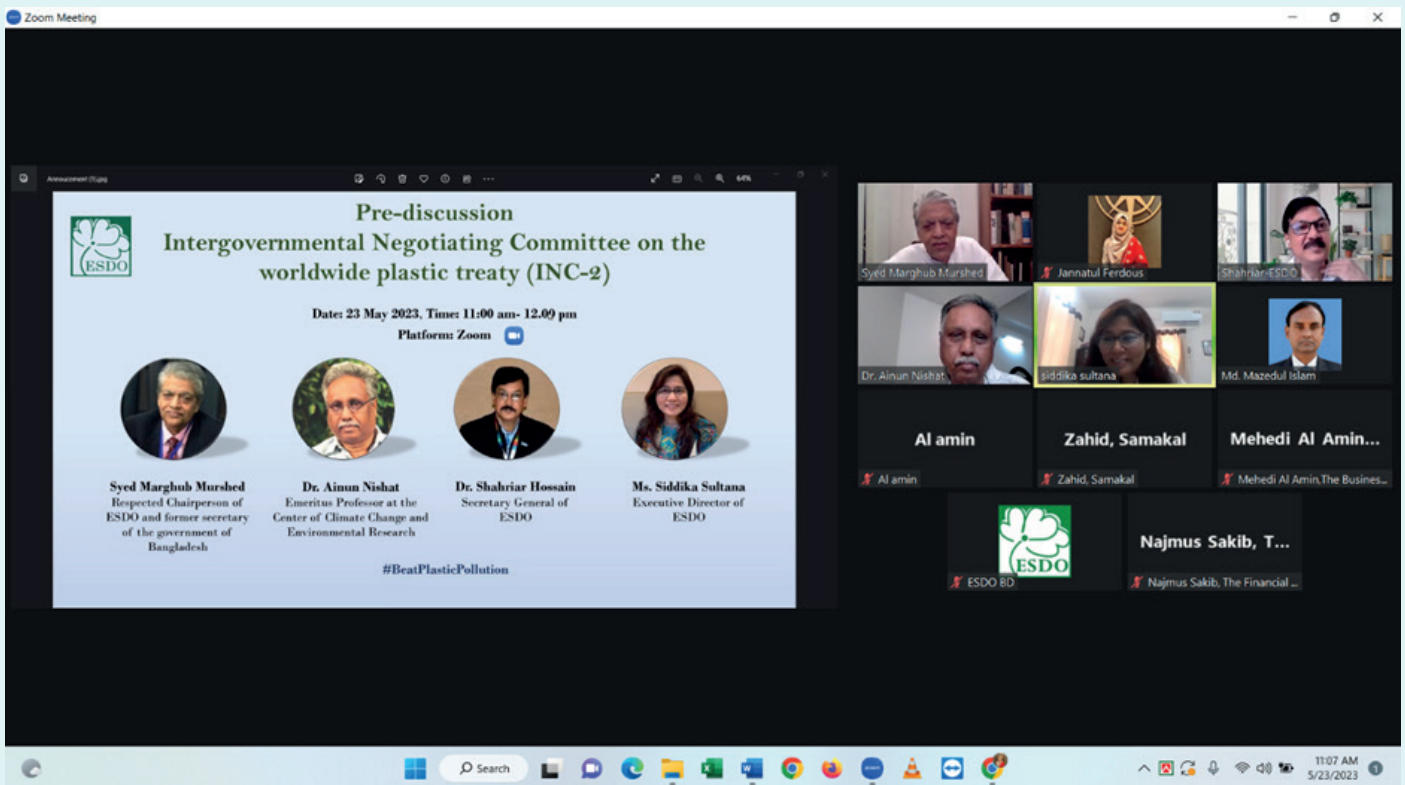 Zoom Meeting
Annoucement (1).jpg
64%
ESDO
Pre-discussion
Intergovernmental Negotiating Committee on the
worldwide plastic treaty (INC-2)
Date: 23 May 2023, Time: 11:00 am- 12.09 pm
Platform: Zoom
Syed Marghub Murshed
Respected Chairperson of
ESDO and former secretary
of the government of
Bangladesh
Dr. Ainun Nishat
Emeritus Professor at the
Center of Climate Change and
Environmental Research
Dr. Shahriar Hossain
Secretary General of
ESDO
Ms. Siddika Sultana
Executive Director of
ESDO
#BeatPlasticPollution
Syed Marghub Murshed
Jannatul Ferdous
Shahriar-ESDO
Dr. Ainun Nishat
siddika sultana
Md. Mazedul Islam
Al amin
Al amin
Zahid, Samakal
Zahid, Samakal
Mehedi Al Amin...
Mehedi Al Amin,The Busines...
ESDO
ESDO BD
Najmus Sakib, T...
Najmus Sakib, The Financial ...
Search
11:07 AM
5/23/2023
1